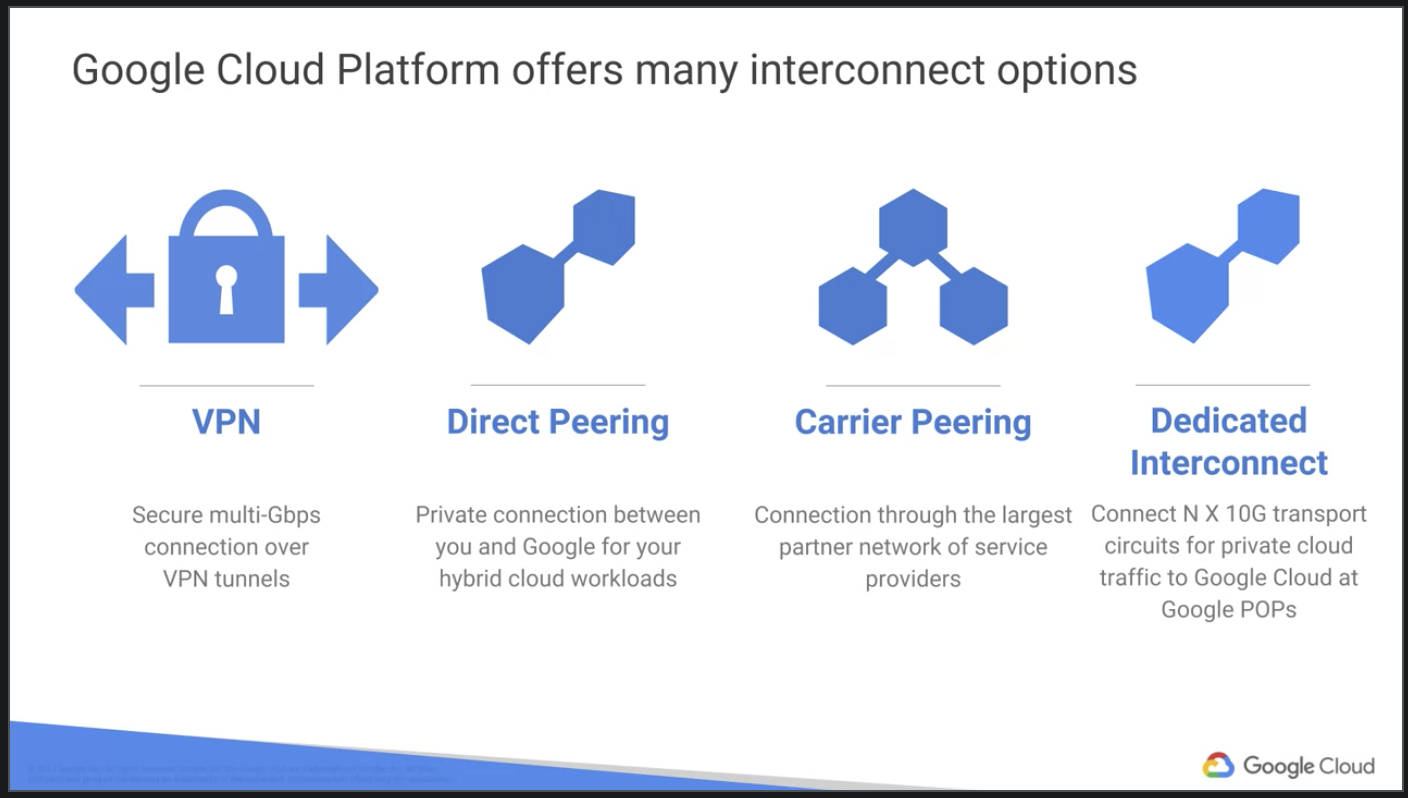 Google Cloud Platform offers many interconnect options
VPN
Secure multi-Gbps
connection over
VPN tunnels
Direct Peering
Private connection between
you and Google for your
hybrid cloud workloads
Carrier Peering
Connection through the largest
partner network of service
providers
Dedicated
Interconnect
Connect N X 10G transport
circuits for private cloud
traffic to Google Cloud at
Google POPs
Google Cloud